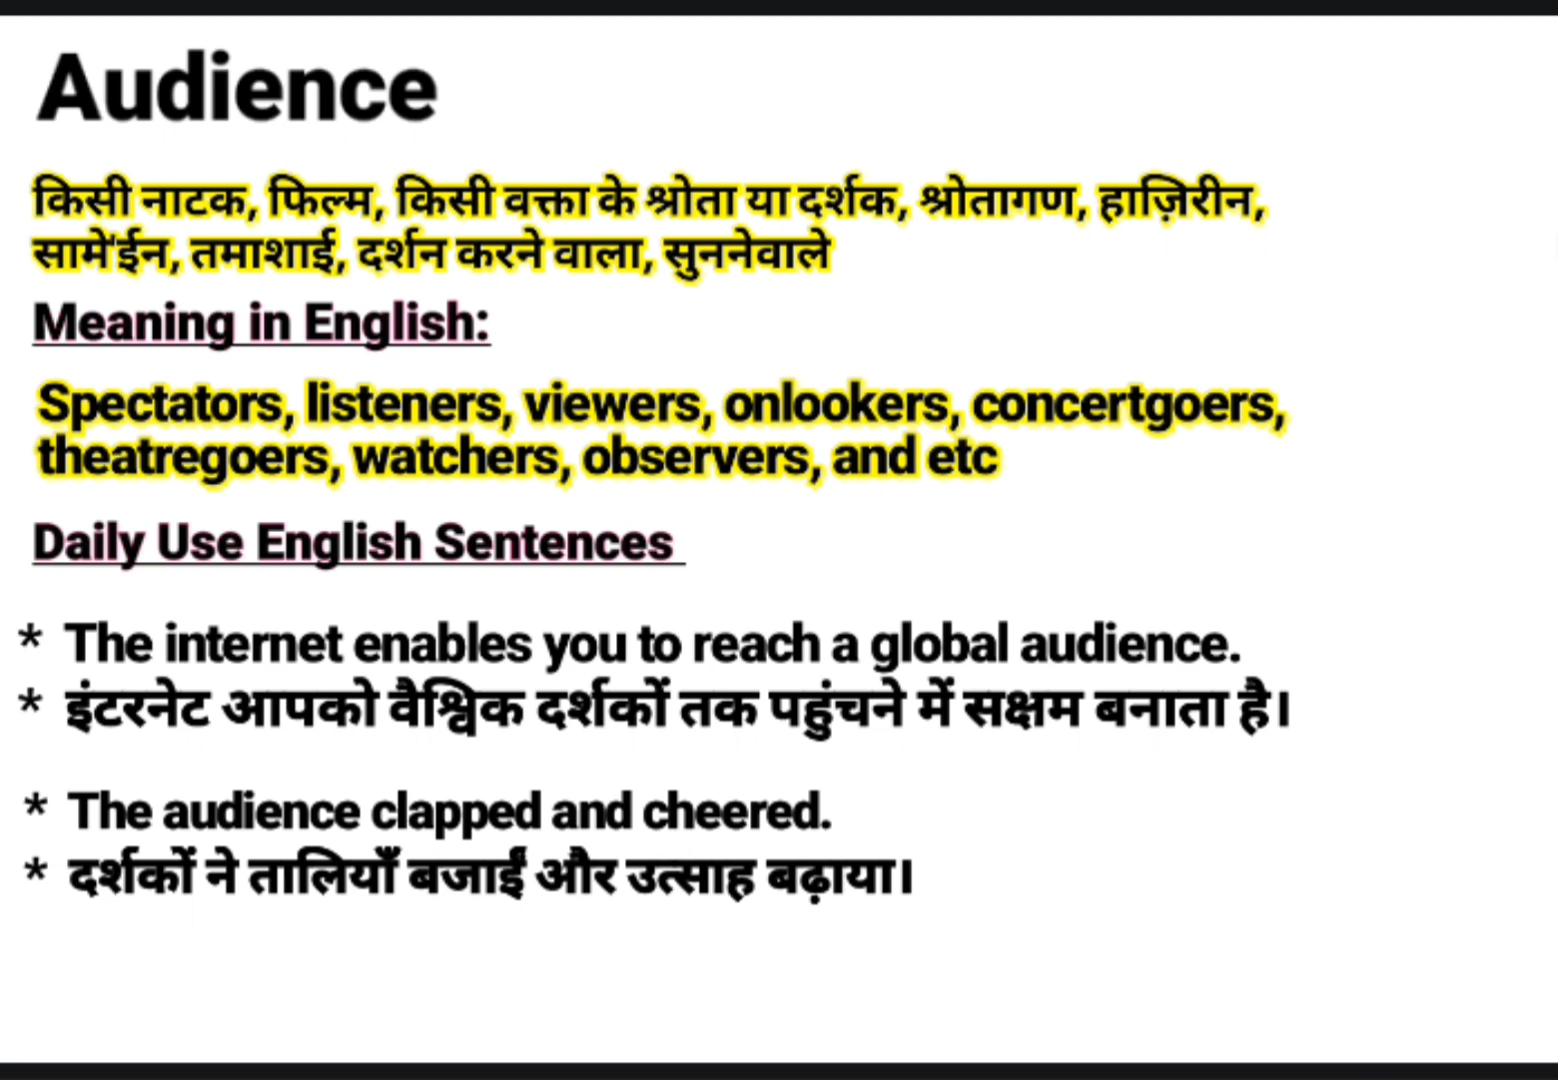 Audience
किसी नाटक, फिल्म, किसी वक्ता के श्रोता या दर्शक, श्रोतागण, हाज़िरीन,
सामे'ईन, तमाशाई, दर्शन करने वाला, सुननेवाले
Meaning in English:
Spectators, listeners, viewers, onlookers, concertgoers,
theatregoers, watchers, observers, and etc
Daily Use English Sentences
* The internet enables you to reach a global audience.
* इंटरनेट आपको वैश्विक दर्शकों तक पहुंचने में सक्षम बनाता है।
* The audience clapped and cheered.
* दर्शकों ने तालियाँ बजाईं और उत्साह बढ़ाया।